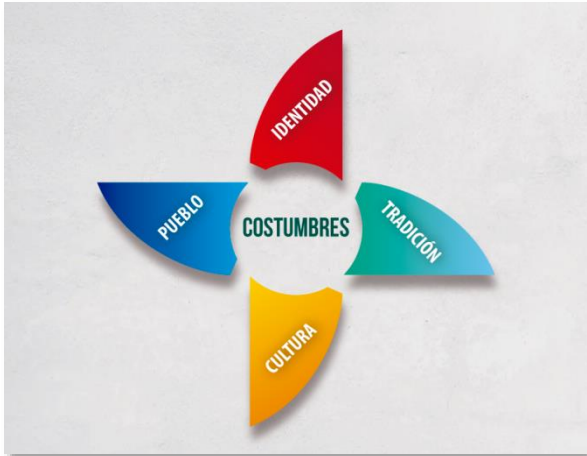 IDENTIDAD
PUEBLO
COSTUMBRES
TRADICIÓN
CULTURA